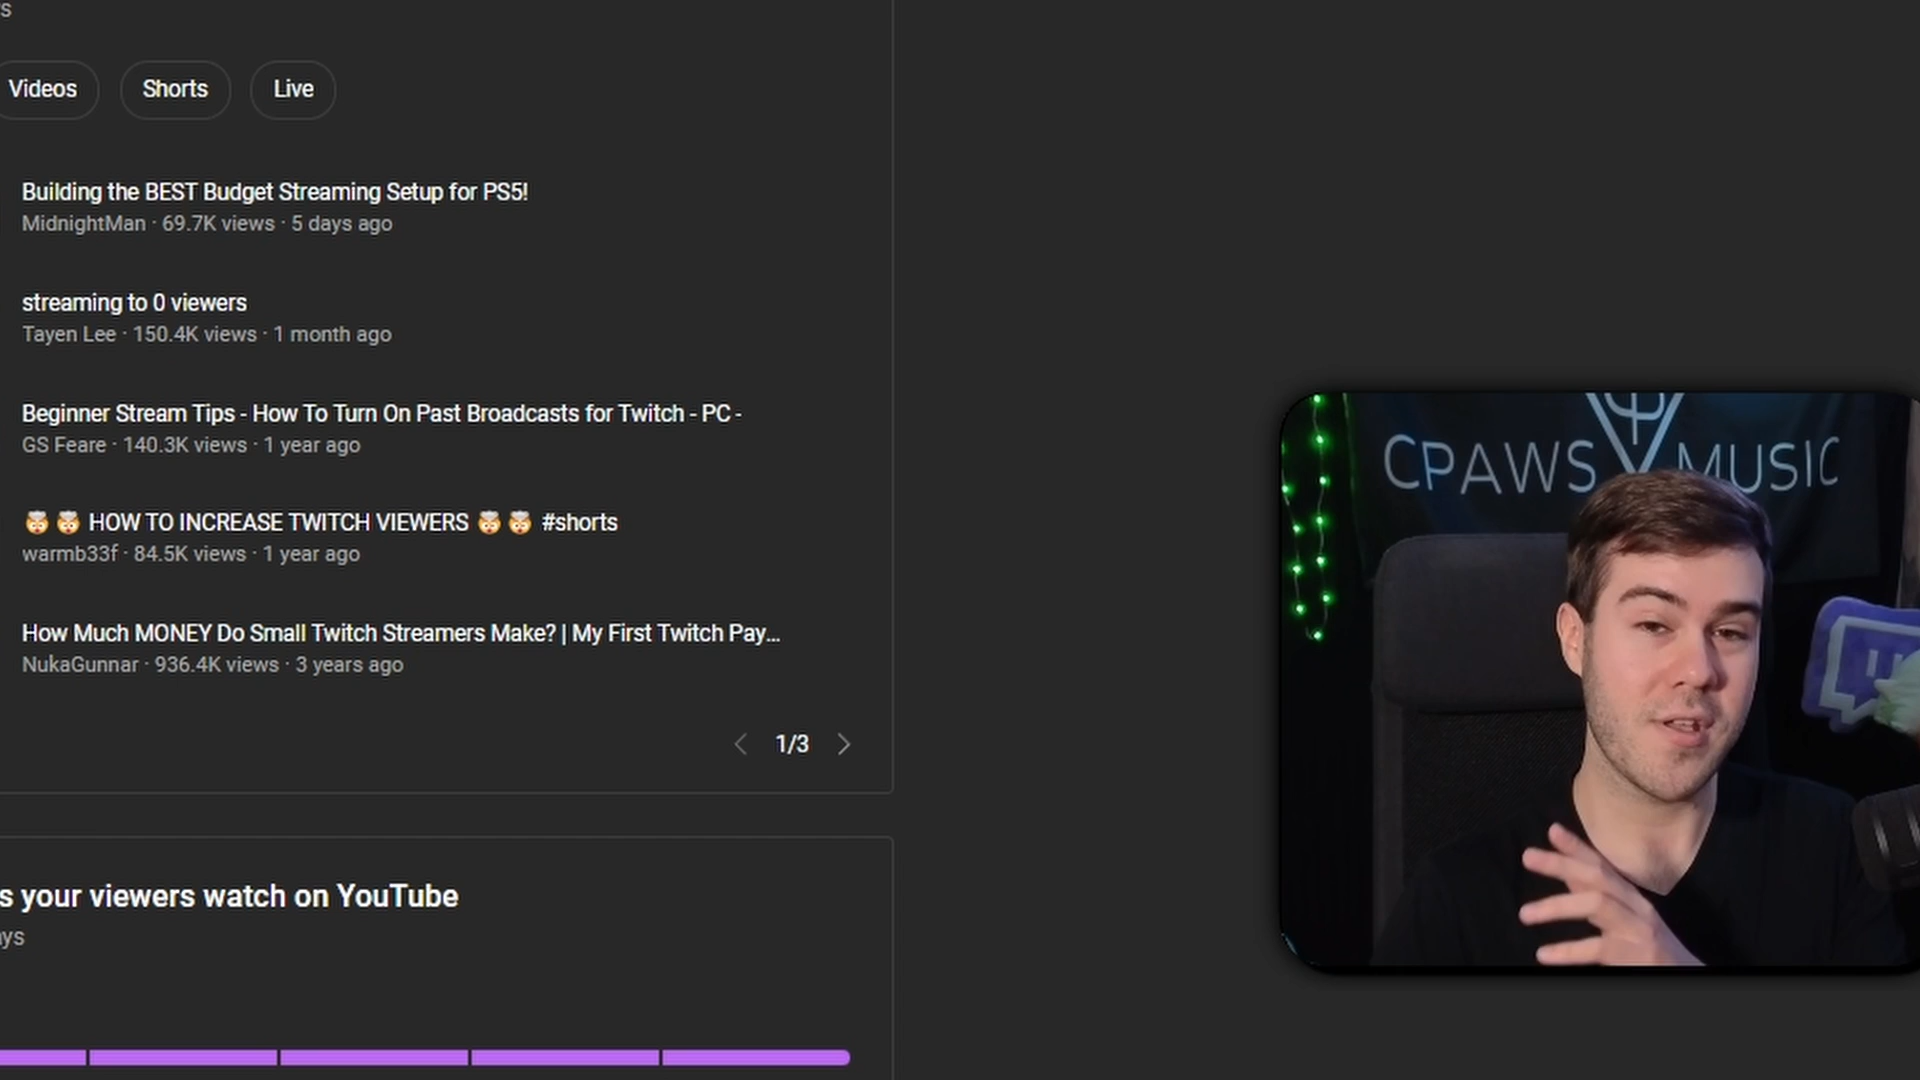 s
Videos
Shorts
Live
Building the BEST Budget Streaming Setup for PS5!
MidnightMan · 69.7K views · 5 days ago
streaming to 0 viewers
Tayen Lee · 150.4K views · 1 month ago
Beginner Stream Tips - How To Turn On Past Broadcasts for Twitch - PC -
GS Feare · 140.3K views · 1 year ago
🤯 🤯 HOW TO INCREASE TWITCH VIEWERS 🤯 🤯 #shorts
warmb33f · 84.5K views · 1 year ago
How Much MONEY Do Small Twitch Streamers Make? | My First Twitch Pay...
NukaGunnar · 936.4K views · 3 years ago
1/3
s your viewers watch on YouTube
ays
CPAWS MUSIC